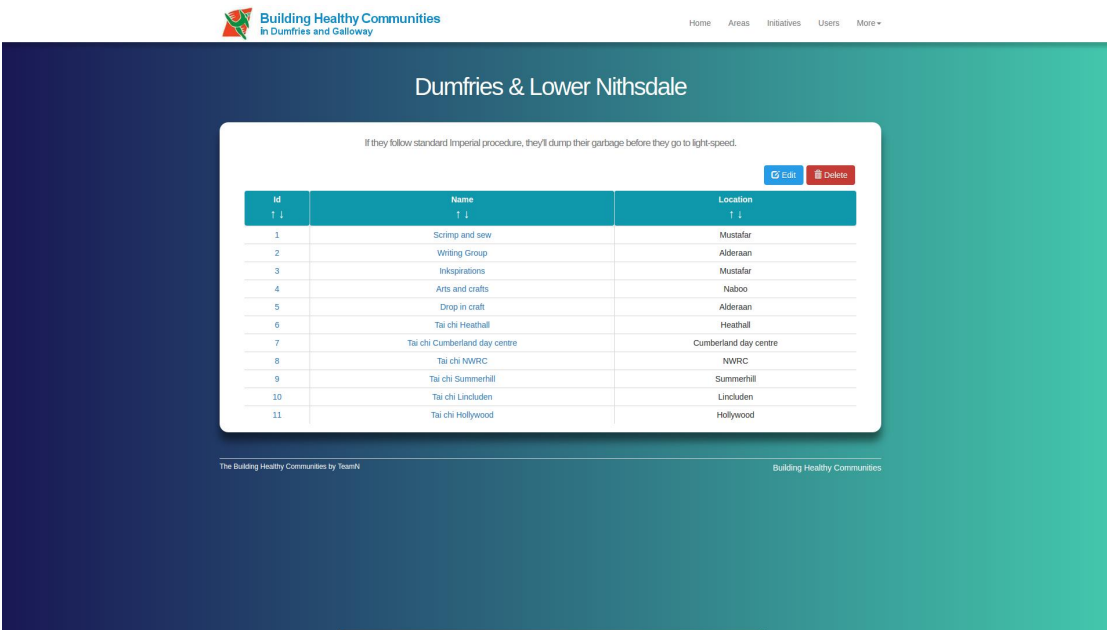 Building Healthy Communities
in Dumfries and Galloway
Home Areas Initiatives Users More
Dumfries & Lower Nithsdale
If they follow standard Imperial procedure, they'll dump their garbage before they go to light-speed.
Edit Delete
Id Name Location
↑ ↓ ↑ ↓ ↑ ↓
1 Scrimp and sew Mustafar
2 Writing Group Alderaan
3 Inkspirations Mustafar
4 Arts and crafts Naboo
5 Drop in craft Alderaan
6 Tai chi Heathall Heathall
7 Tai chi Cumberland day centre Cumberland day centre
8 Tai chi NWRC NWRC
9 Tai chi Summerhill Summerhill
10 Tai chi Lincluden Lincluden
11 Tai chi Hollywood Hollywood
The Building Healthy Communities by TeamN Building Healthy Communities